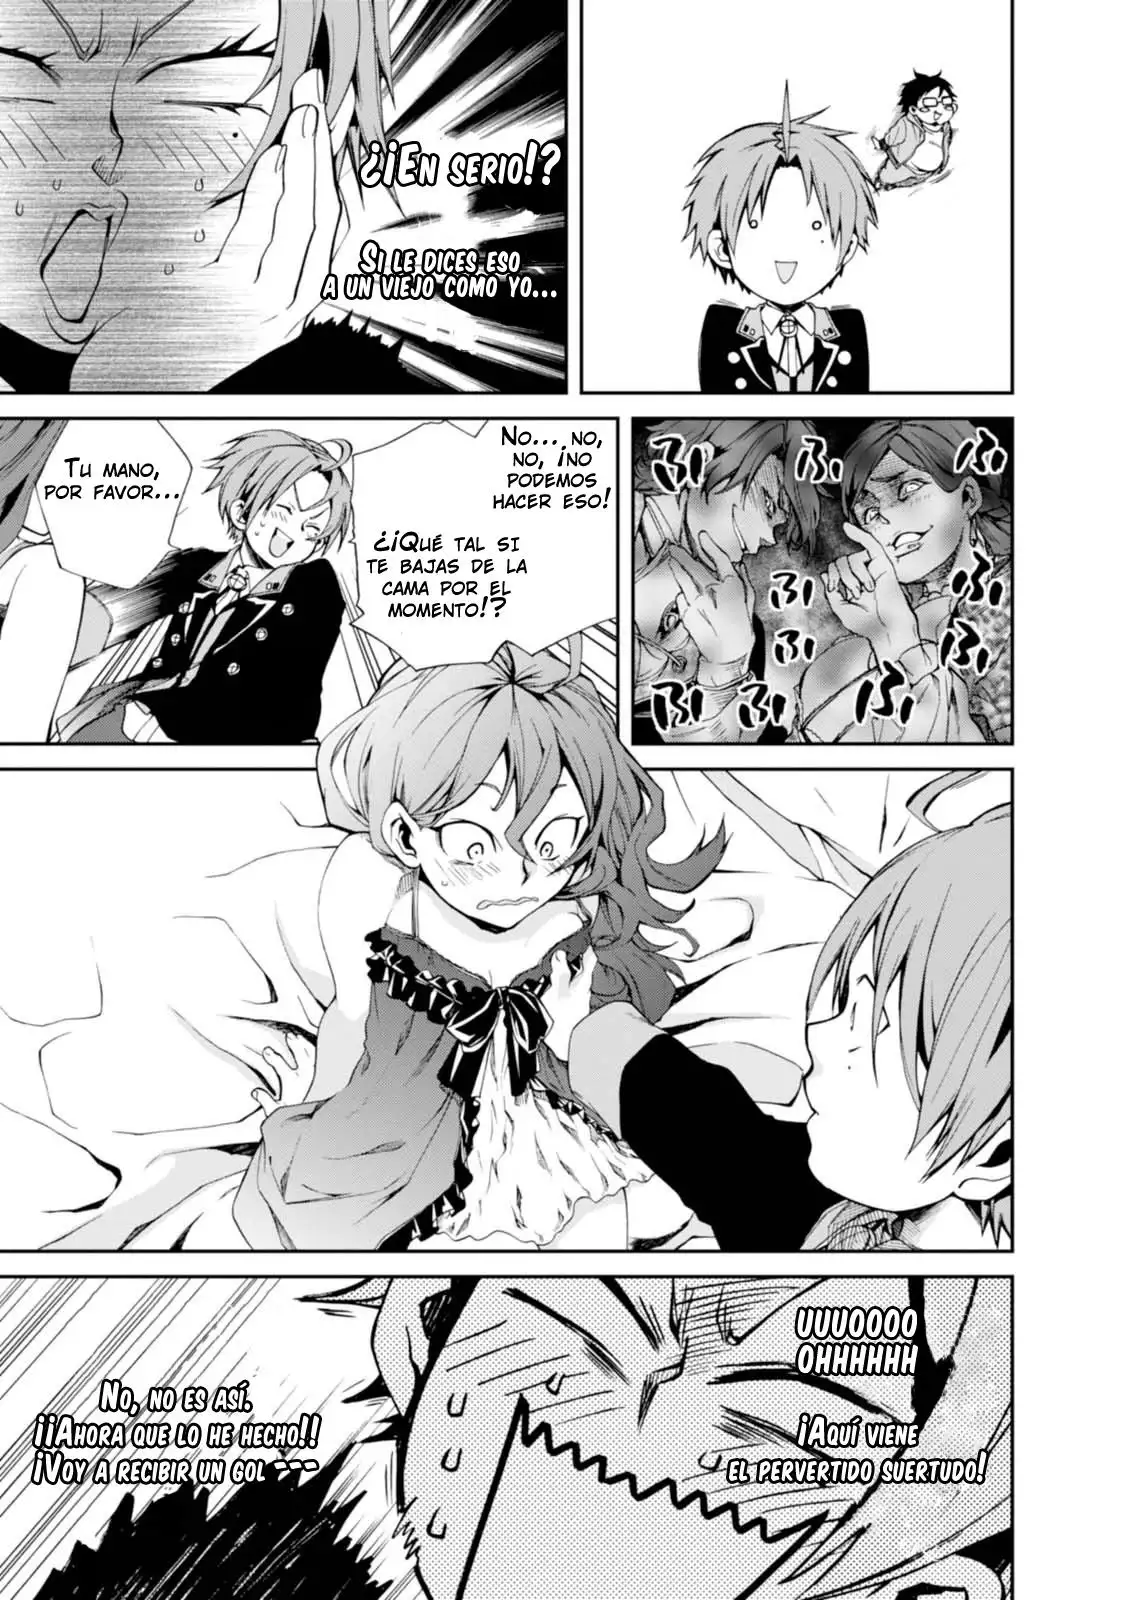 ¿¡En serio!?
Si le dices eso
a un viejo como yo...
ふ
ふ
ふ
ふ
ふ
ふ
ふ
ふ
ふ
ふ
No... no,
no, ¡no
podemos
hacer eso!
¿¡Qué tal si
te bajas de la
cama por el
momento!?
Tu mano,
por favor...
UUUOOOO
OHHHHHH
¡Aquí viene
el pervertido suertudo!
No, no es así.
¡¡Ahora que lo he hecho!!
¡Voy a recibir un gol ---